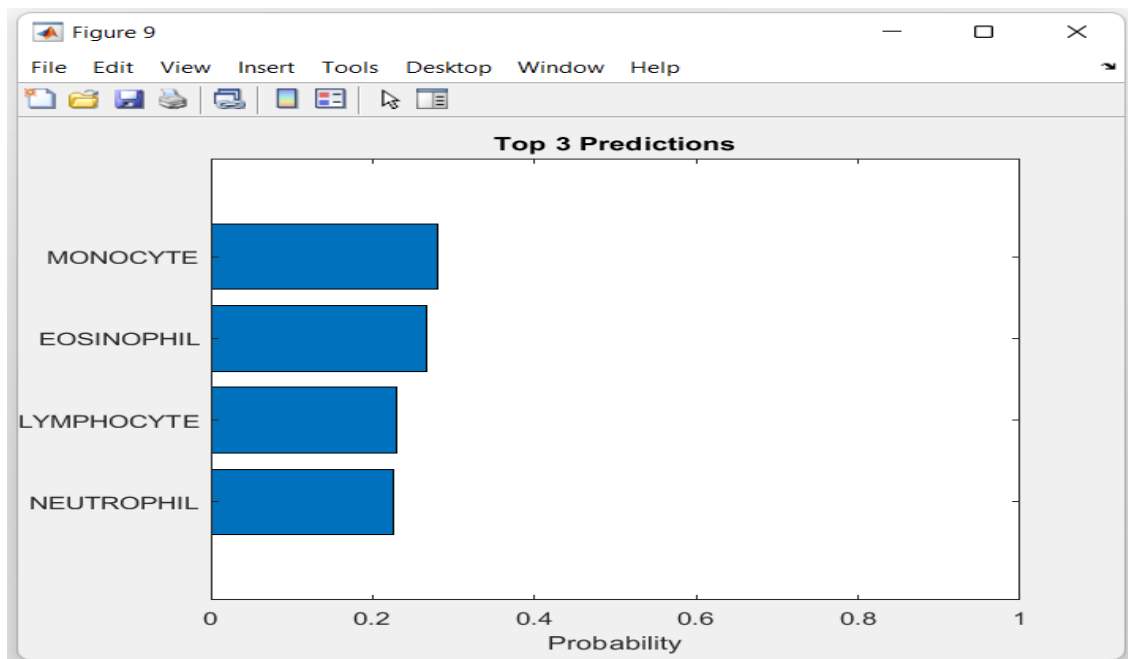 Figure 9
File Edit View Insert Tools Desktop Window Help
Top 3 Predictions
MONOCYTE
EOSINOPHIL
LYMPHOCYTE
NEUTROPHIL
0 0.2 0.4 0.6 0.8 1
Probability